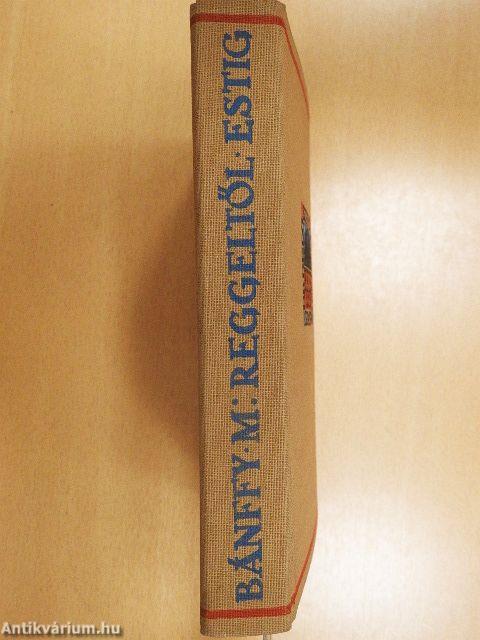 BÁNFFY · M.: REGGELTŐL · ESTIG
Antikvárium.hu